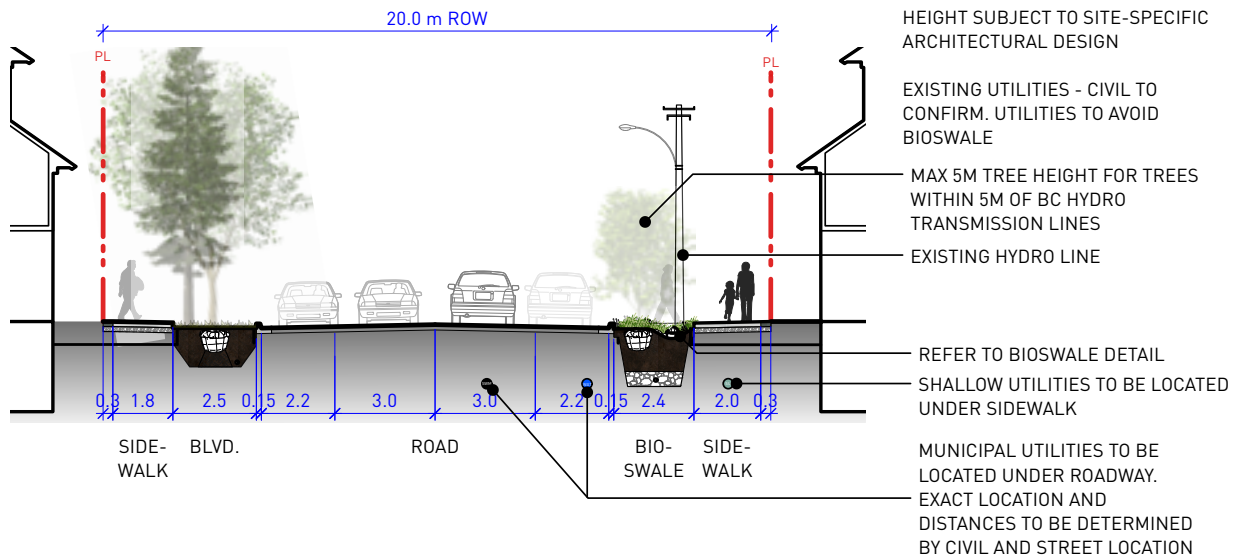 20.0 m ROW
PL
PL
HEIGHT SUBJECT TO SITE-SPECIFIC
ARCHITECTURAL DESIGN
EXISTING UTILITIES - CIVIL TO
CONFIRM. UTILITIES TO AVOID
BIOSWALE
MAX 5M TREE HEIGHT FOR TREES
WITHIN 5M OF BC HYDRO
TRANSMISSION LINES
EXISTING HYDRO LINE
REFER TO BIOSWALE DETAIL
SHALLOW UTILITIES TO BE LOCATED
UNDER SIDEWALK
0.3 1.8 2.5 0.15 2.2 3.0 3.0 2.2 0.15 2.4 2.0 0.3
SIDE-
WALK
BLVD.
ROAD
BIO-
SWALE
SIDE-
WALK
MUNICIPAL UTILITIES TO BE
LOCATED UNDER ROADWAY.
EXACT LOCATION AND
DISTANCES TO BE DETERMINED
BY CIVIL AND STREET LOCATION